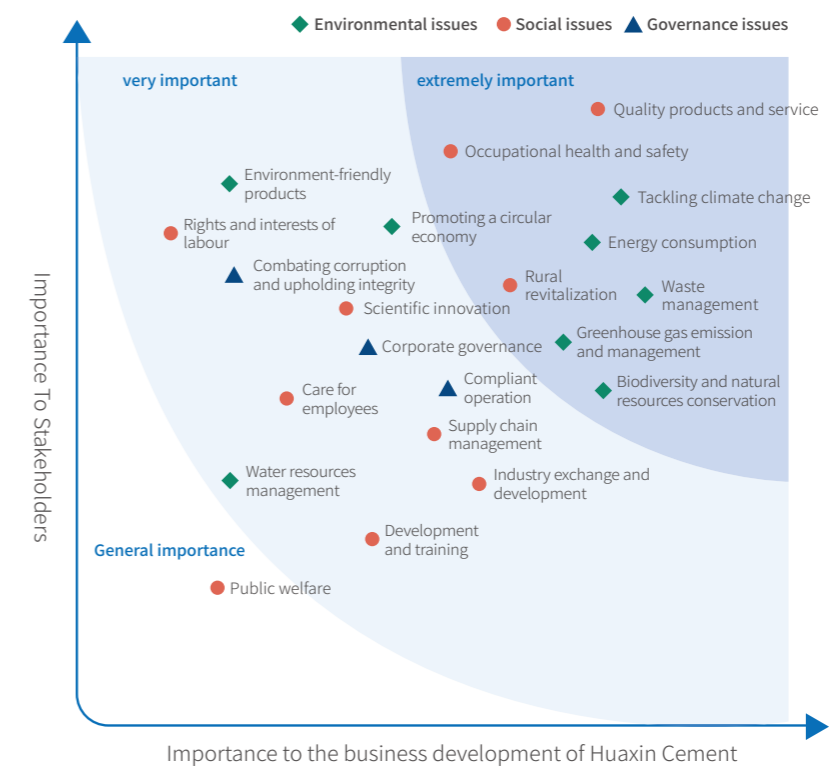 Environmental issues
Social issues
Governance issues
very important
extremely important
Quality products and service
Occupational health and safety
Environment-friendly
products
Tackling climate change
Rights and interests of
labour
Promoting a circular
economy
Energy consumption
Combating corruption
and upholding integrity
Rural
revitalization
Waste
management
Scientific innovation
Corporate governance
Greenhouse gas emission
and management
Care for
employees
Compliant
operation
Biodiversity and natural
resources conservation
Supply chain
management
Water resources
management
Industry exchange and
development
Development
and training
General importance
Public welfare
Importance To Stakeholders
Importance to the business development of Huaxin Cement